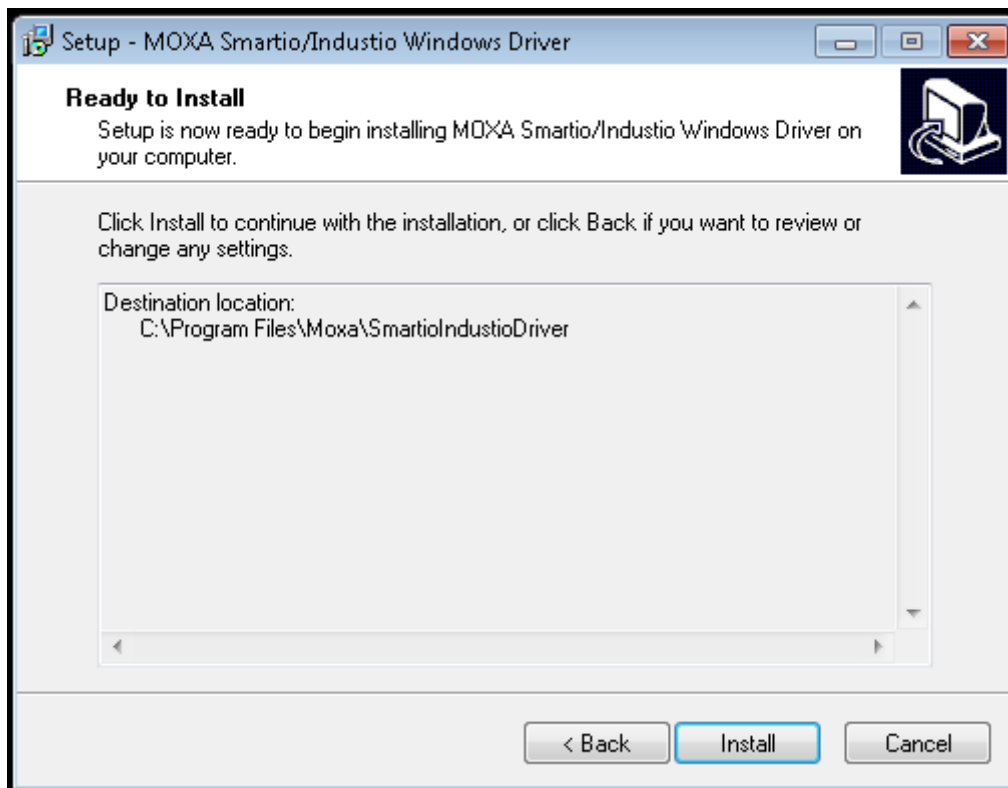 Setup - MOXA Smartio/Industio Windows Driver
Ready to Install
Setup is now ready to begin installing MOXA Smartio/Industio Windows Driver on
your computer.
Click Install to continue with the installation, or click Back if you want to review or
change any settings.
Destination location:
C:\Program Files\Moxa\SmartioIndustioDriver
< Back
Install
Cancel